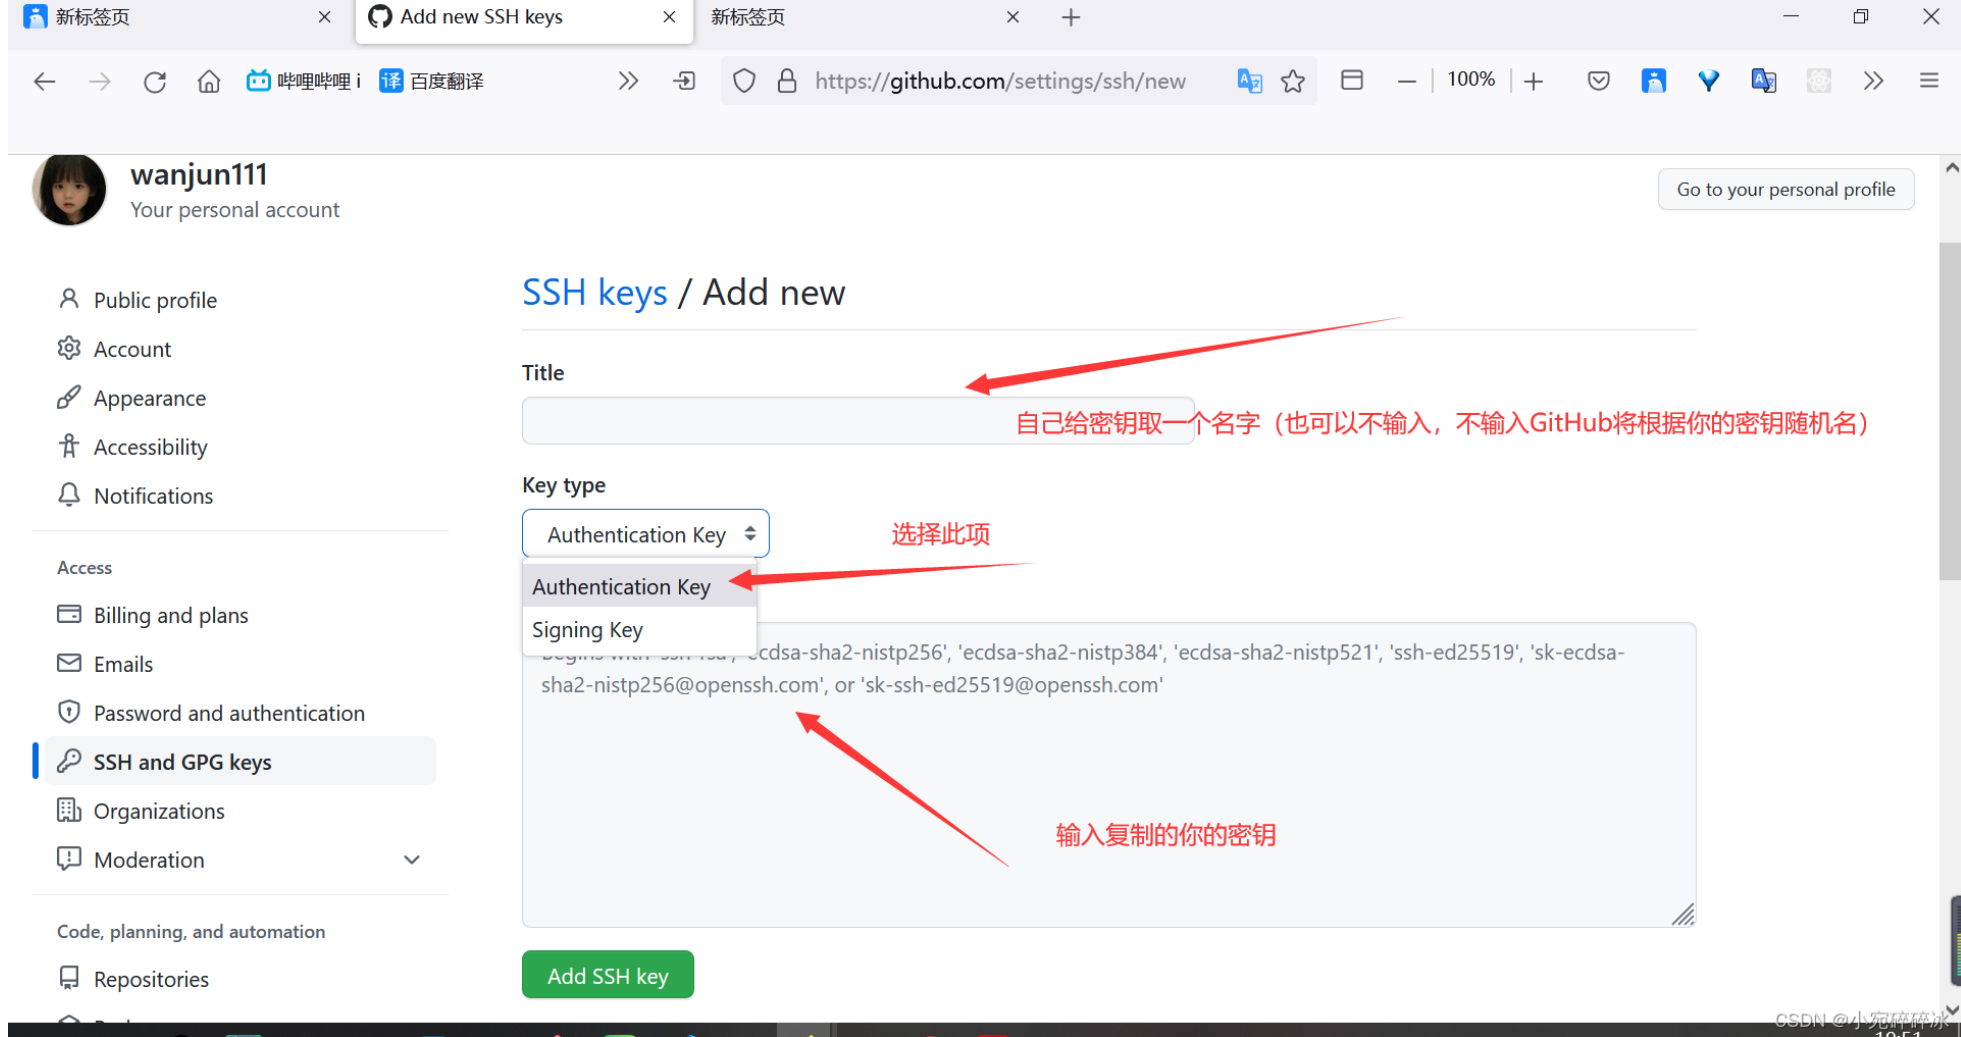 新标签页
Add new SSH keys
新标签页
哔哩哔哩 i
百度翻译
https://github.com/settings/ssh/new
100%
wanjun111
Your personal account
Go to your personal profile
Public profile
Account
Appearance
Accessibility
Notifications
Access
Billing and plans
Emails
Password and authentication
SSH and GPG keys
Organizations
Moderation
Code, planning, and automation
Repositories
SSH keys / Add new
Title
自己给密钥取一个名字（也可以不输入，不输入GitHub将根据你的密钥随机名）
Key type
Authentication Key
选择此项
Authentication Key
Signing Key
'ecdsa-sha2-nistp256', 'ecdsa-sha2-nistp384', 'ecdsa-sha2-nistp521', 'ssh-ed25519', 'sk-ecdsa-
sha2-nistp256@openssh.com', or 'sk-ssh-ed25519@openssh.com'
输入复制的你的密钥
Add SSH key
CSDN @小宛碎碎冰